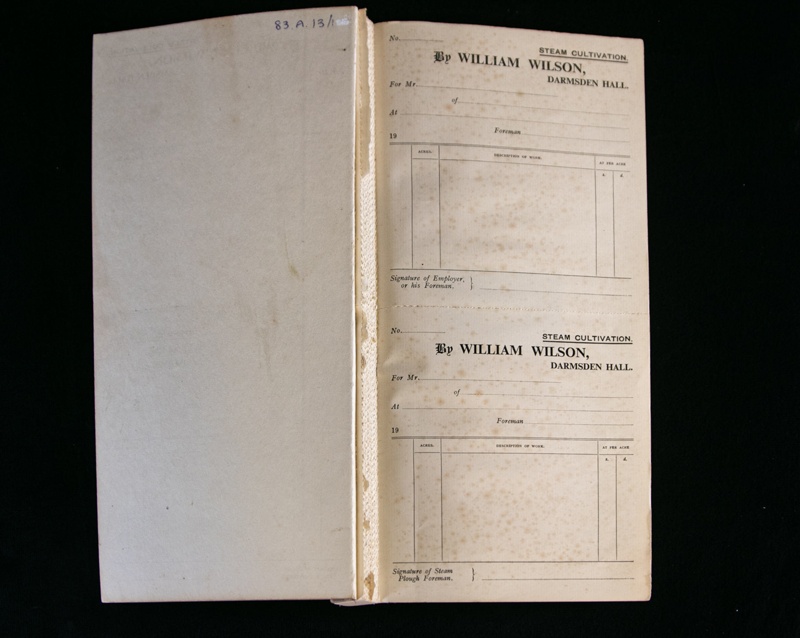 83.A.13/
No.
STEAM CULTIVATION.
By WILLIAM WILSON,
DARMSDEN HALL.
For Mr.
of
At
Foreman
19
ACRES. DESCRIPTION OF WORK. AT PER ACRE
s. d.
Signature of Employer,
or his Foreman. }
No.
STEAM CULTIVATION.
By WILLIAM WILSON,
DARMSDEN HALL.
For Mr.
of
At
Foreman
19
ACRES. DESCRIPTION OF WORK. AT PER ACRE
s. d.
Signature of Steam
Plough Foreman. }